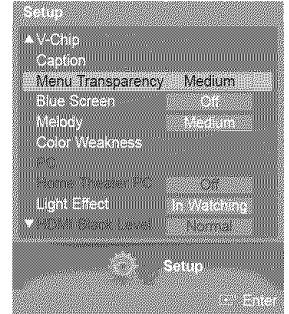 Setup
▲V-Chip
Caption
Menu Transparency Medium
Blue Screen Off
Melody Medium
Color Weakness
PC
Home Theater PC Off
Light Effect In Watching
▼HDMI Black Level Normal
Setup
Enter